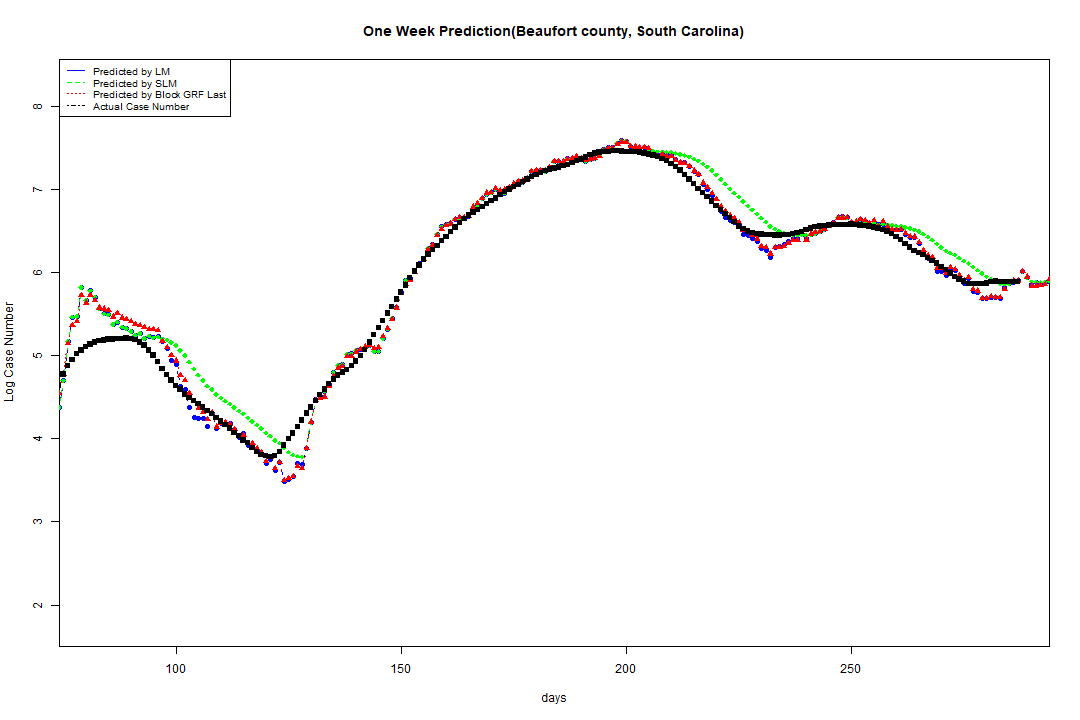 One Week Prediction(Beaufort county, South Carolina)
Predicted by LM
Predicted by SLM
Predicted by Block GRF Last
Actual Case Number
Log Case Number
8
7
6
5
4
3
2
100 150 200 250
days